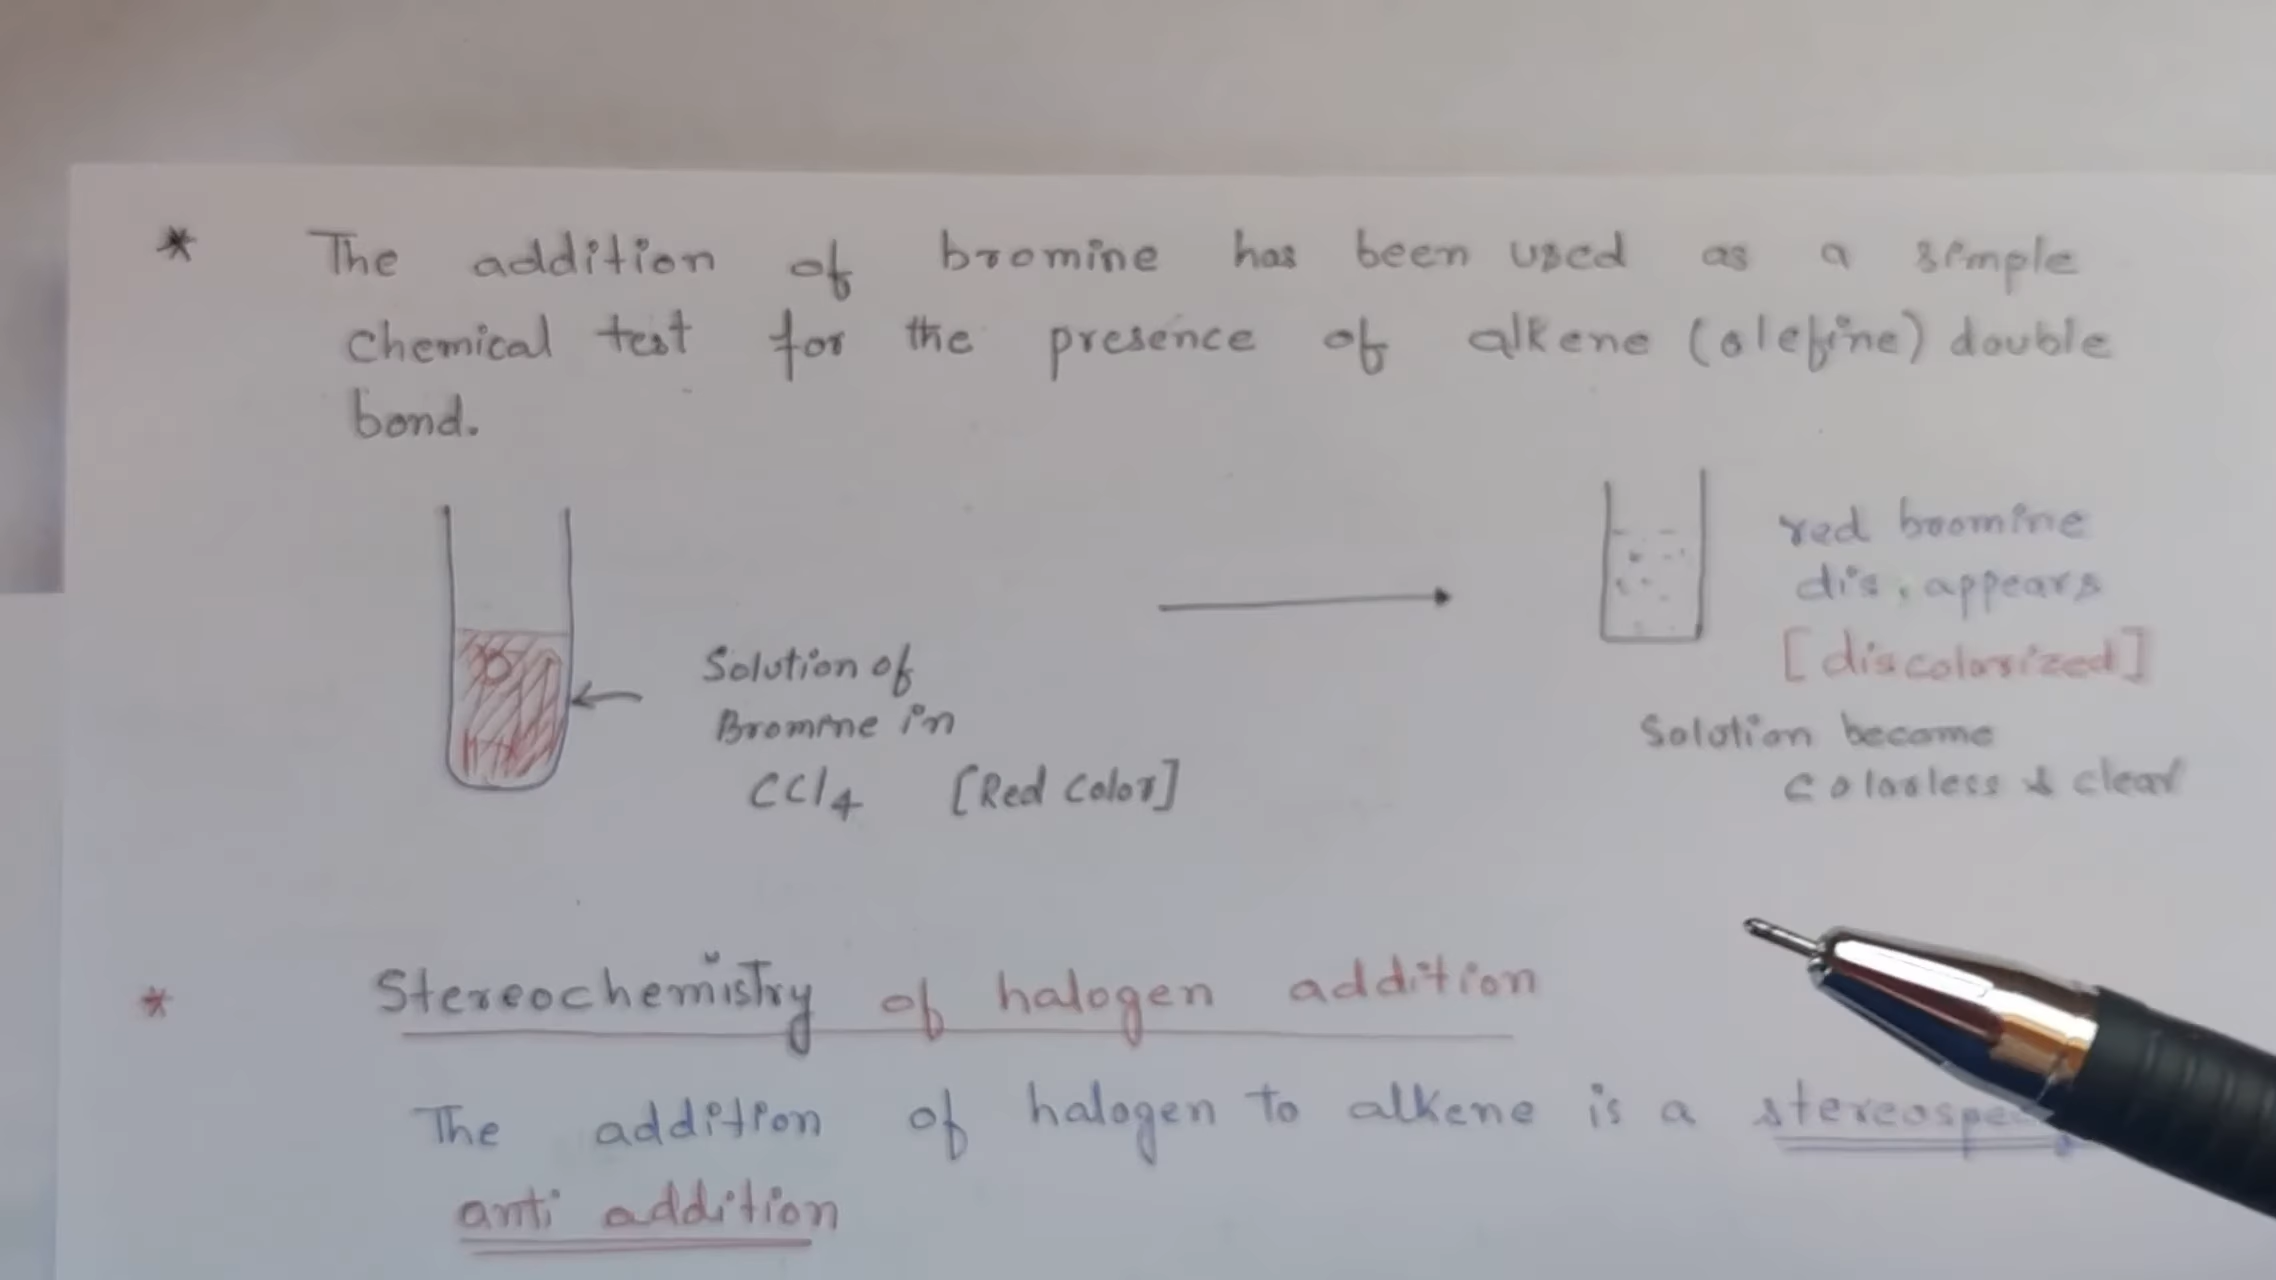 * The addition of bromine has been used as a simple
chemical test for the presence of alkene (olefine) double
bond.
Solution of
Bromine in
CCl4 [Red Color]
red bromine
dis, appears
[discolorized]
Solution become
colorless & clear
* Stereochemistry of halogen addition
The addition of halogen to alkene is a
anti addition